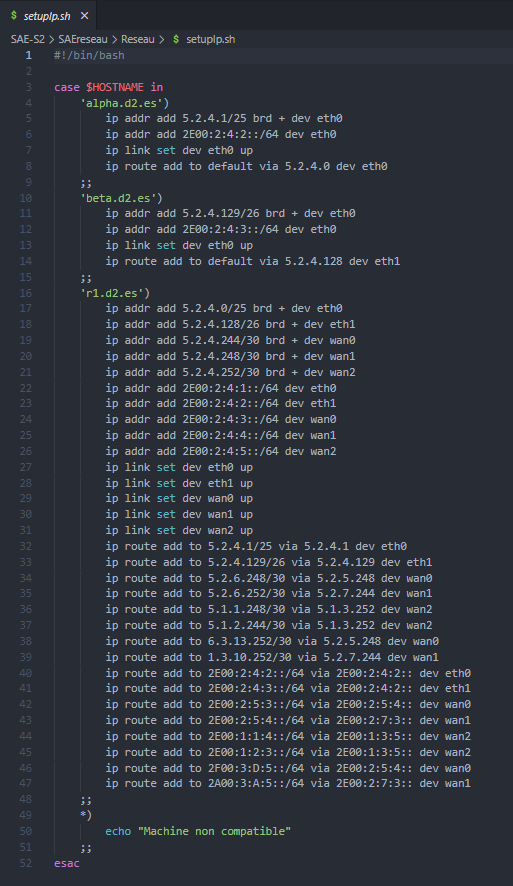 $ setupIp.sh ×
SAE-S2 > SAEreseau > Reseau > $ setupIp.sh
1 #!/bin/bash
2
3 case $HOSTNAME in
4 'alpha.d2.es')
5 ip addr add 5.2.4.1/25 brd + dev eth0
6 ip addr add 2E00:2:4:2::/64 dev eth0
7 ip link set dev eth0 up
8 ip route add to default via 5.2.4.0 dev eth0
9 ;;
10 'beta.d2.es')
11 ip addr add 5.2.4.129/26 brd + dev eth0
12 ip addr add 2E00:2:4:3::/64 dev eth0
13 ip link set dev eth0 up
14 ip route add to default via 5.2.4.128 dev eth1
15 ;;
16 'r1.d2.es')
17 ip addr add 5.2.4.0/25 brd + dev eth0
18 ip addr add 5.2.4.128/26 brd + dev eth1
19 ip addr add 5.2.4.244/30 brd + dev wan0
20 ip addr add 5.2.4.248/30 brd + dev wan1
21 ip addr add 5.2.4.252/30 brd + dev wan2
22 ip addr add 2E00:2:4:1::/64 dev eth0
23 ip addr add 2E00:2:4:2::/64 dev eth1
24 ip addr add 2E00:2:4:3::/64 dev wan0
25 ip addr add 2E00:2:4:4::/64 dev wan1
26 ip addr add 2E00:2:4:5::/64 dev wan2
27 ip link set dev eth0 up
28 ip link set dev eth1 up
29 ip link set dev wan0 up
30 ip link set dev wan1 up
31 ip link set dev wan2 up
32 ip route add to 5.2.4.1/25 via 5.2.4.1 dev eth0
33 ip route add to 5.2.4.129/26 via 5.2.4.129 dev eth1
34 ip route add to 5.2.6.248/30 via 5.2.5.248 dev wan0
35 ip route add to 5.2.6.252/30 via 5.2.7.244 dev wan1
36 ip route add to 5.1.1.248/30 via 5.1.3.252 dev wan2
37 ip route add to 5.1.2.244/30 via 5.1.3.252 dev wan2
38 ip route add to 6.3.13.252/30 via 5.2.5.248 dev wan0
39 ip route add to 1.3.10.252/30 via 5.2.7.244 dev wan1
40 ip route add to 2E00:2:4:2::/64 via 2E00:2:4:2:: dev eth0
41 ip route add to 2E00:2:4:3::/64 via 2E00:2:4:2:: dev eth1
42 ip route add to 2E00:2:5:3::/64 via 2E00:2:5:4:: dev wan0
43 ip route add to 2E00:2:5:4::/64 via 2E00:2:7:3:: dev wan1
44 ip route add to 2E00:1:1:4::/64 via 2E00:1:3:5:: dev wan2
45 ip route add to 2E00:1:2:3::/64 via 2E00:1:3:5:: dev wan2
46 ip route add to 2F00:3:D:5::/64 via 2E00:2:5:4:: dev wan0
47 ip route add to 2A00:3:A:5::/64 via 2E00:2:7:3:: dev wan1
48 ;;
49 *)
50 echo "Machine non compatible"
51 ;;
52 esac